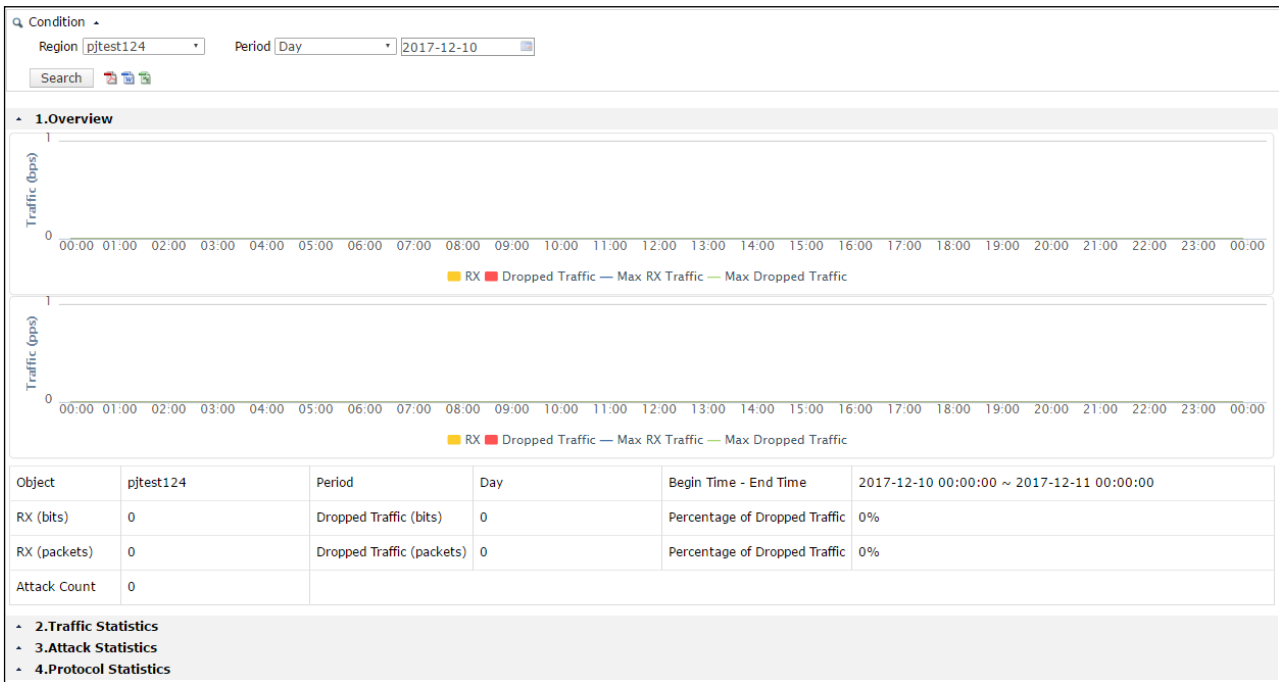 Condition
Region pjtest124 Period Day 2017-12-10
Search
1.Overview
1
Traffic (bps)
0
00:00 01:00 02:00 03:00 04:00 05:00 06:00 07:00 08:00 09:00 10:00 11:00 12:00 13:00 14:00 15:00 16:00 17:00 18:00 19:00 20:00 21:00 22:00 23:00 00:00
RX Dropped Traffic — Max RX Traffic — Max Dropped Traffic
1
Traffic (pps)
0
00:00 01:00 02:00 03:00 04:00 05:00 06:00 07:00 08:00 09:00 10:00 11:00 12:00 13:00 14:00 15:00 16:00 17:00 18:00 19:00 20:00 21:00 22:00 23:00 00:00
RX Dropped Traffic — Max RX Traffic — Max Dropped Traffic
Object pjtest124 Period Day Begin Time - End Time 2017-12-10 00:00:00 ~ 2017-12-11 00:00:00
RX (bits) 0 Dropped Traffic (bits) 0 Percentage of Dropped Traffic 0%
RX (packets) 0 Dropped Traffic (packets) 0 Percentage of Dropped Traffic 0%
Attack Count 0
2.Traffic Statistics
3.Attack Statistics
4.Protocol Statistics